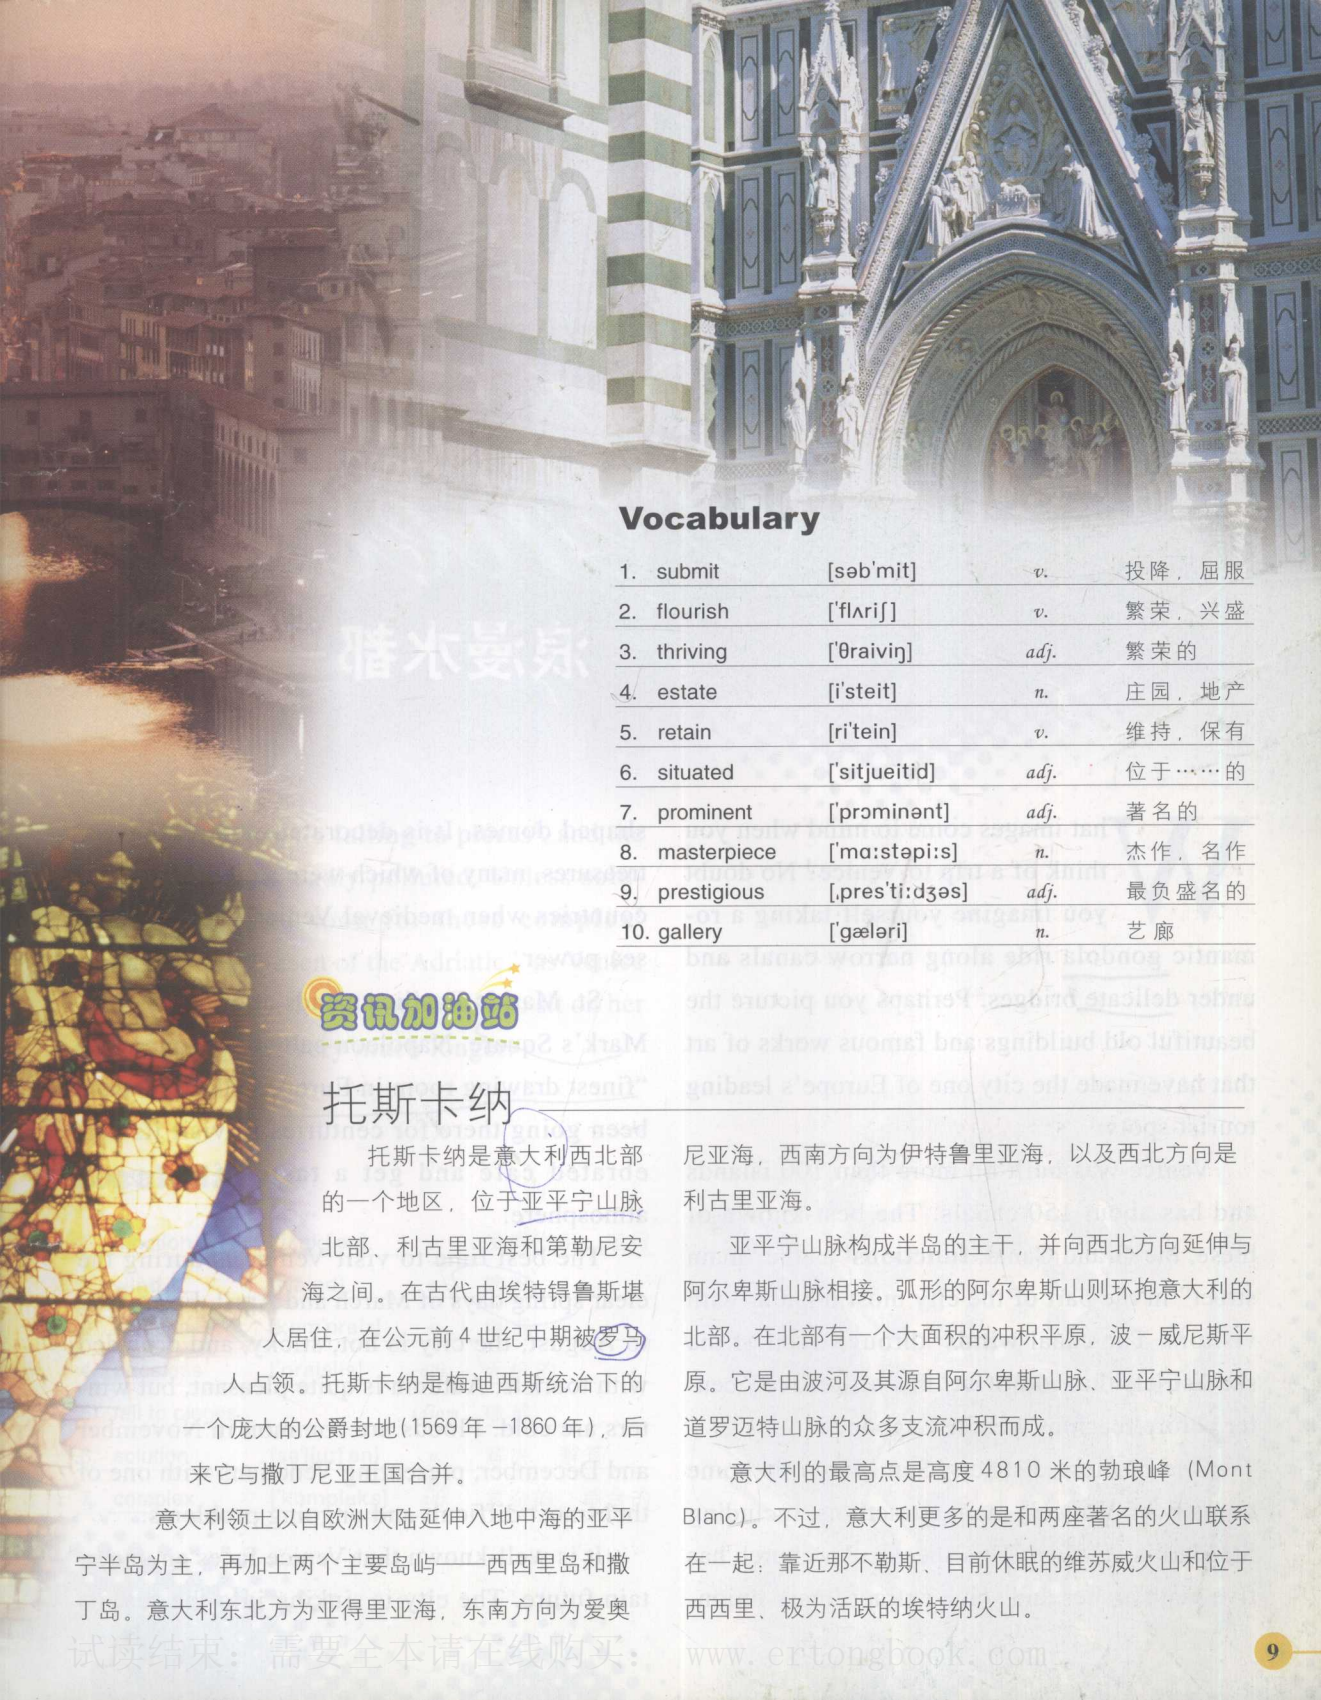 Vocabulary
1. submit [səb'mit] v. 投降，屈服
2. flourish ['flʌriʃ] v. 繁荣，兴盛
3. thriving ['θraiviŋ] adj. 繁荣的
4. estate [i'steit] n. 庄园，地产
5. retain [ri'tein] v. 维持，保有
6. situated ['sitjueitid] adj. 位于……的
7. prominent ['prɔminənt] adj. 著名的
8. masterpiece ['mɑːstəpiːs] n. 杰作，名作
9. prestigious [ˌpres'tiːdʒəs] adj. 最负盛名的
10. gallery ['gæləri] n. 艺廊
资讯加油站
托斯卡纳
托斯卡纳是意大利西北部
的一个地区，位于亚平宁山脉
北部、利古里亚海和第勒尼安
海之间。在古代由埃特锝鲁斯堪
人居住，在公元前4世纪中期被罗马
人占领。托斯卡纳是梅迪西斯统治下的
一个庞大的公爵封地(1569年-1860年)，后
来它与撒丁尼亚王国合并。
意大利领土以自欧洲大陆延伸入地中海的亚平
宁半岛为主，再加上两个主要岛屿——西西里岛和撒
丁岛。意大利东北方为亚得里亚海，东南方向为爱奥
尼亚海，西南方向为伊特鲁里亚海，以及西北方向是
利古里亚海。
亚平宁山脉构成半岛的主干，并向西北方向延伸与
阿尔卑斯山脉相接。弧形的阿尔卑斯山则环抱意大利的
北部。在北部有一个大面积的冲积平原，波－威尼斯平
原。它是由波河及其源自阿尔卑斯山脉、亚平宁山脉和
道罗迈特山脉的众多支流冲积而成。
意大利的最高点是高度4810米的勃琅峰 (Mont
Blanc)。不过，意大利更多的是和两座著名的火山联系
在一起：靠近那不勒斯、目前休眠的维苏威火山和位于
西西里、极为活跃的埃特纳火山。
试读结束：需要全本请在线购买： www.ertongbook.com
9